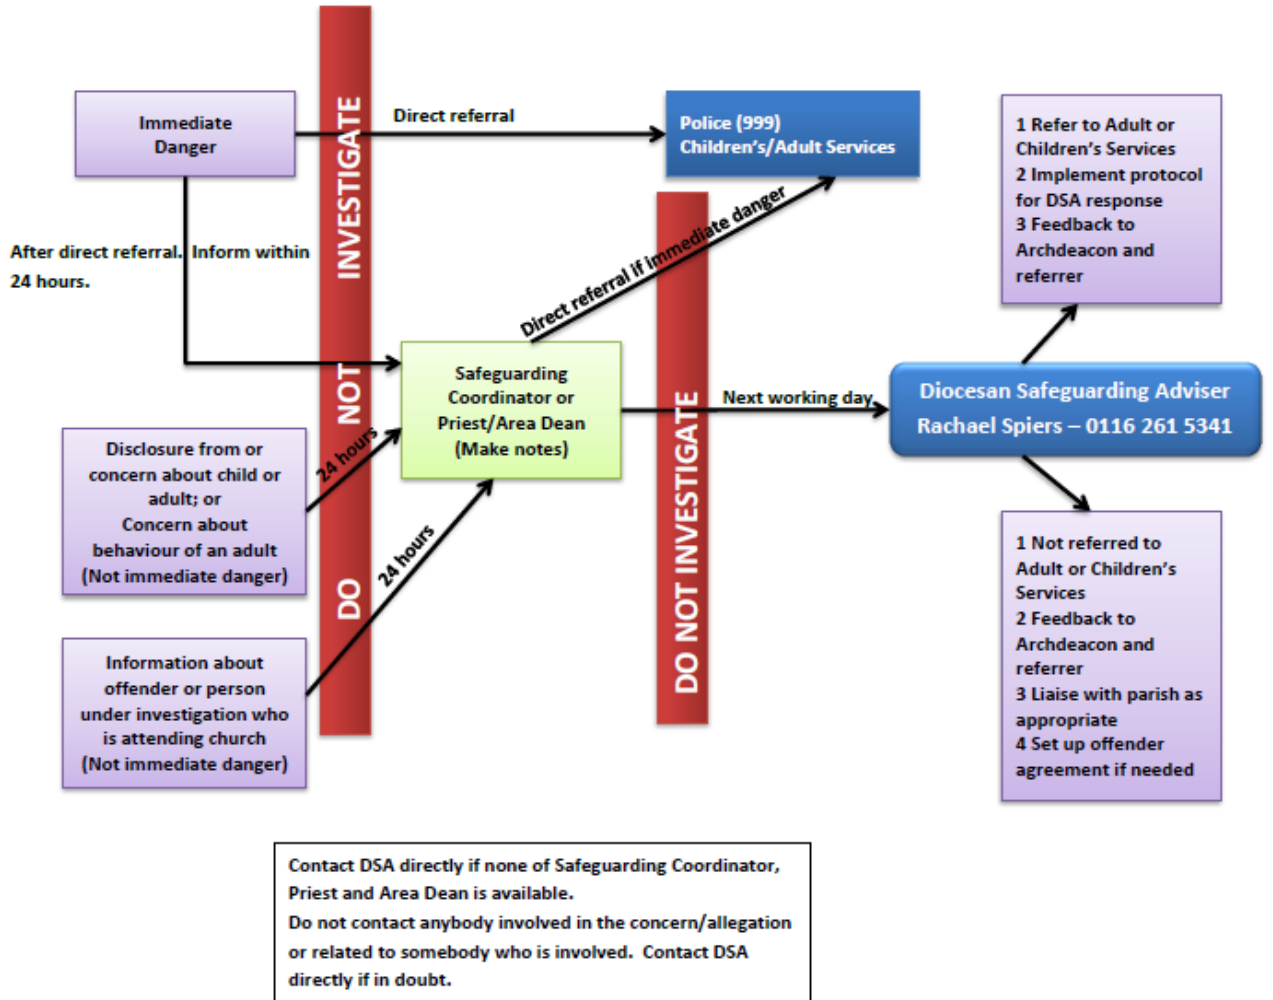 Immediate
Danger
Direct referral
Police (999)
Children's/Adult Services
1 Refer to Adult or
Children's Services
2 Implement protocol
for DSA response
3 Feedback to
Archdeacon and
referrer
After direct referral. Inform within
24 hours.
DO NOT INVESTIGATE
Direct referral if immediate danger
Safeguarding
Coordinator or
Priest/Area Dean
(Make notes)
DO NOT INVESTIGATE
Next working day
Diocesan Safeguarding Adviser
Rachael Spiers – 0116 261 5341
Disclosure from or
concern about child or
adult; or
Concern about
behaviour of an adult
(Not immediate danger)
24 hours
24 hours
Information about
offender or person
under investigation who
is attending church
(Not immediate danger)
1 Not referred to
Adult or Children's
Services
2 Feedback to
Archdeacon and
referrer
3 Liaise with parish as
appropriate
4 Set up offender
agreement if needed
Contact DSA directly if none of Safeguarding Coordinator,
Priest and Area Dean is available.
Do not contact anybody involved in the concern/allegation
or related to somebody who is involved. Contact DSA
directly if in doubt.